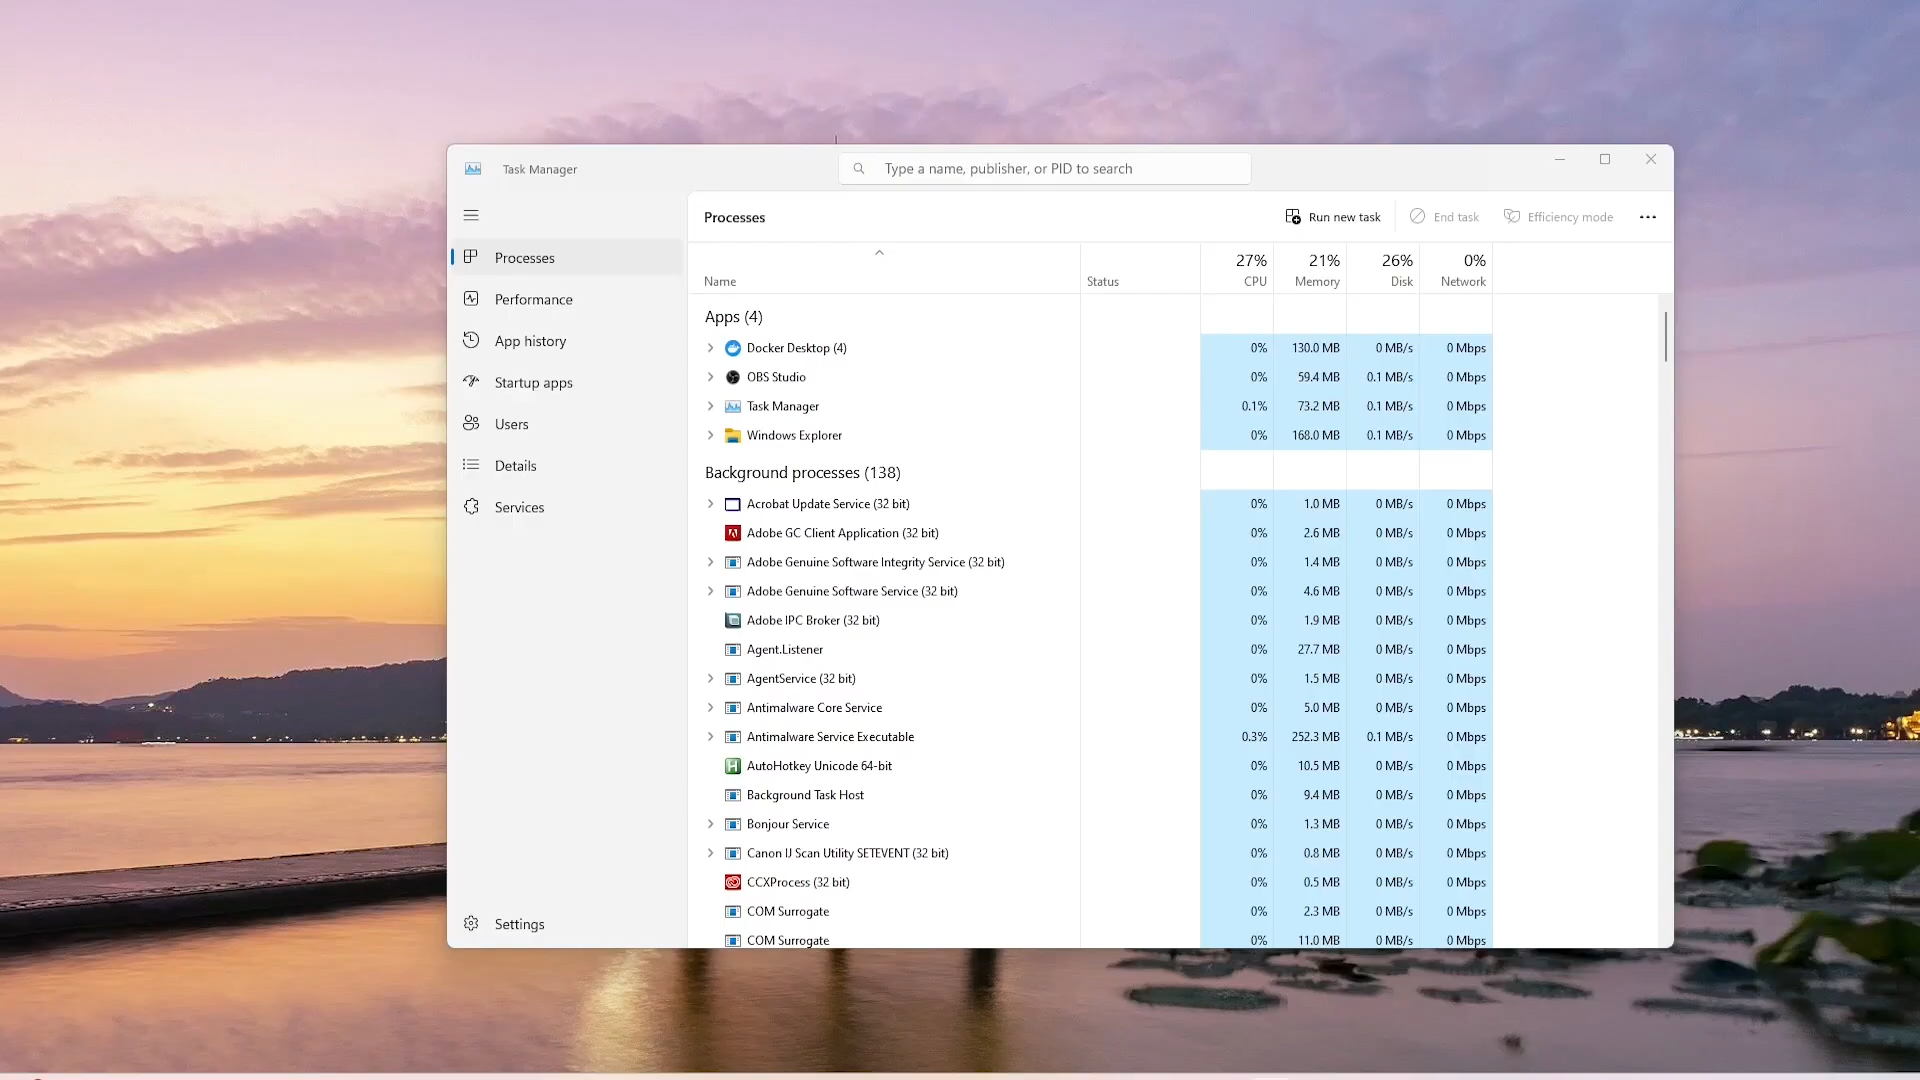 Task Manager
Type a name, publisher, or PID to search
Processes
Performance
App history
Startup apps
Users
Details
Services
Settings
Processes
Run new task
End task
Efficiency mode
Name
Status
27% CPU
21% Memory
26% Disk
0% Network
Apps (4)
Docker Desktop (4) 0% 130.0 MB 0 MB/s 0 Mbps
OBS Studio 0% 59.4 MB 0.1 MB/s 0 Mbps
Task Manager 0.1% 73.2 MB 0.1 MB/s 0 Mbps
Windows Explorer 0% 168.0 MB 0.1 MB/s 0 Mbps
Background processes (138)
Acrobat Update Service (32 bit) 0% 1.0 MB 0 MB/s 0 Mbps
Adobe GC Client Application (32 bit) 0% 2.6 MB 0 MB/s 0 Mbps
Adobe Genuine Software Integrity Service (32 bit) 0% 1.4 MB 0 MB/s 0 Mbps
Adobe Genuine Software Service (32 bit) 0% 4.6 MB 0 MB/s 0 Mbps
Adobe IPC Broker (32 bit) 0% 1.9 MB 0 MB/s 0 Mbps
Agent.Listener 0% 27.7 MB 0 MB/s 0 Mbps
AgentService (32 bit) 0% 1.5 MB 0 MB/s 0 Mbps
Antimalware Core Service 0% 5.0 MB 0 MB/s 0 Mbps
Antimalware Service Executable 0.3% 252.3 MB 0.1 MB/s 0 Mbps
AutoHotkey Unicode 64-bit 0% 10.5 MB 0 MB/s 0 Mbps
Background Task Host 0% 9.4 MB 0 MB/s 0 Mbps
Bonjour Service 0% 1.3 MB 0 MB/s 0 Mbps
Canon IJ Scan Utility SETEVENT (32 bit) 0% 0.8 MB 0 MB/s 0 Mbps
CCXProcess (32 bit) 0% 0.5 MB 0 MB/s 0 Mbps
COM Surrogate 0% 2.3 MB 0 MB/s 0 Mbps
COM Surrogate 0% 11.0 MB 0 MB/s 0 Mbps